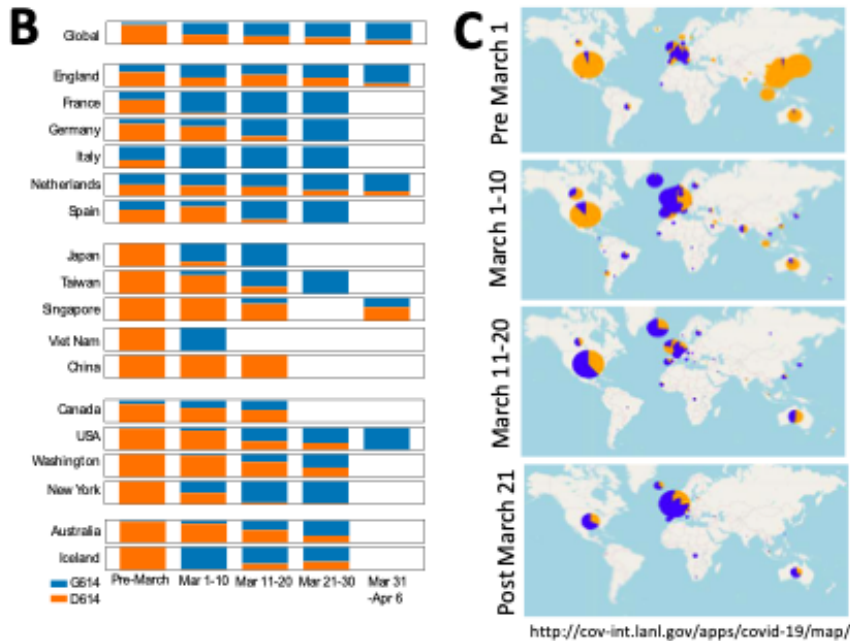 B
Global
England
France
Germany
Italy
Netherlands
Spain
Japan
Taiwan
Singapore
Viet Nam
China
Canada
USA
Washington
New York
Australia
Iceland
G614
D614
Pre-March Mar 1-10 Mar 11-20 Mar 21-30 Mar 31
-Apr 6
C
Pre March 1
March 1-10
March 11-20
Post March 21
http://cov-int.lanl.gov/apps/covid-19/map/